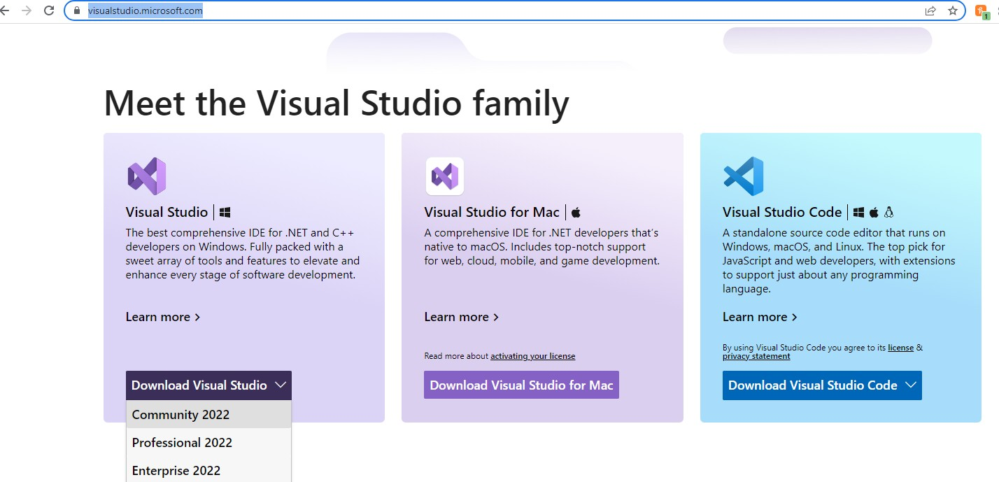 visualstudio.microsoft.com
1
Meet the Visual Studio family
Visual Studio
The best comprehensive IDE for .NET and C++
developers on Windows. Fully packed with a
sweet array of tools and features to elevate and
enhance every stage of software development.
Learn more
Download Visual Studio
Community 2022
Professional 2022
Enterprise 2022
Visual Studio for Mac
A comprehensive IDE for .NET developers that's
native to macOS. Includes top-notch support
for web, cloud, mobile, and game development.
Learn more
Read more about activating your license
Download Visual Studio for Mac
Visual Studio Code
A standalone source code editor that runs on
Windows, macOS, and Linux. The top pick for
JavaScript and web developers, with extensions
to support just about any programming
language.
Learn more
By using Visual Studio Code you agree to its license &
privacy statement
Download Visual Studio Code